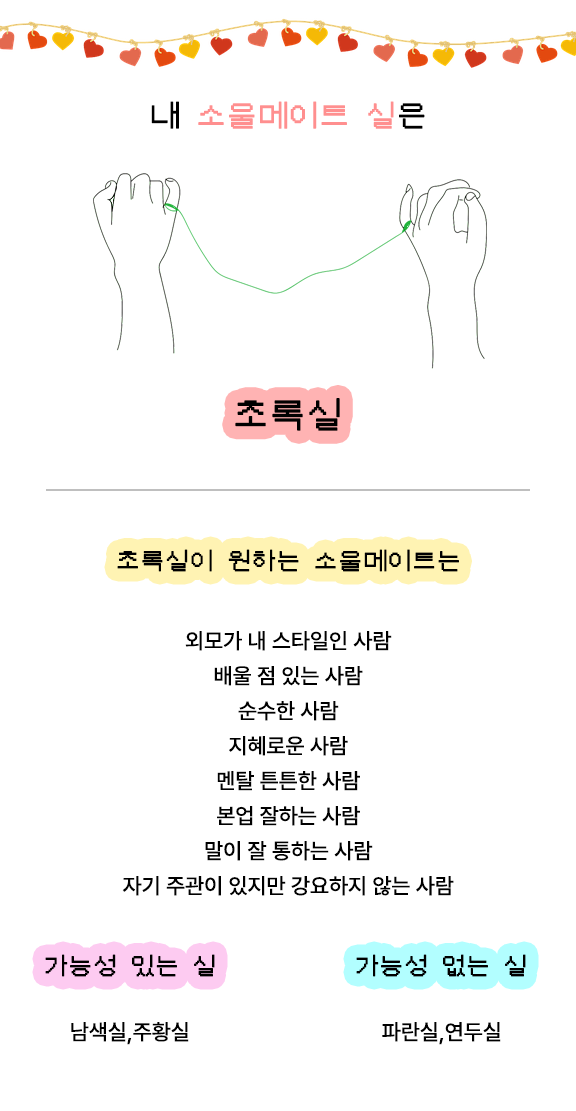 내 소울메이트 실은
초록실
초록실이 원하는 소울메이트는
외모가 내 스타일인 사람
배울 점 있는 사람
순수한 사람
지혜로운 사람
멘탈 튼튼한 사람
본업 잘하는 사람
말이 잘 통하는 사람
자기 주관이 있지만 강요하지 않는 사람
가능성 있는 실
남색실,주황실
가능성 없는 실
파란실,연두실